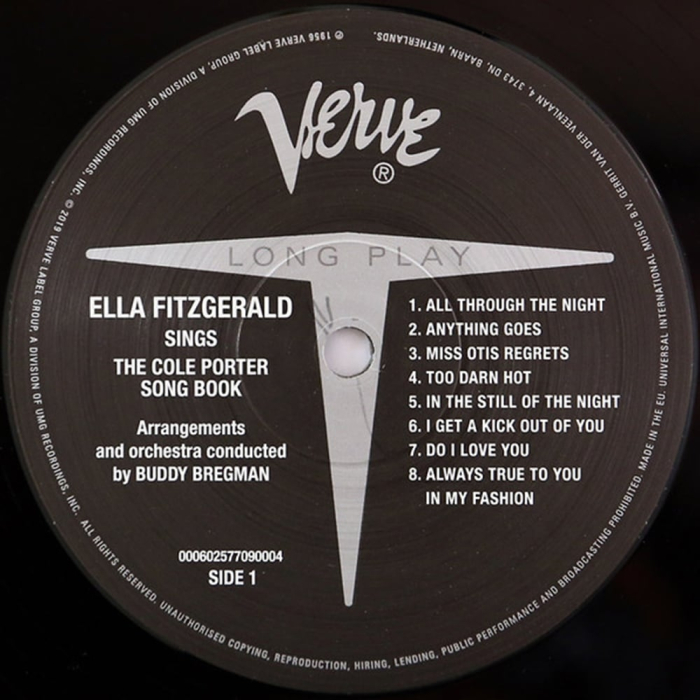 Verve
®
LONG PLAY
ELLA FITZGERALD
SINGS
THE COLE PORTER
SONG BOOK
Arrangements
and orchestra conducted
by BUDDY BREGMAN
000602577090004
SIDE 1
1. ALL THROUGH THE NIGHT
2. ANYTHING GOES
3. MISS OTIS REGRETS
4. TOO DARN HOT
5. IN THE STILL OF THE NIGHT
6. I GET A KICK OUT OF YOU
7. DO I LOVE YOU
8. ALWAYS TRUE TO YOU
IN MY FASHION
℗ 1956 VERVE LABEL GROUP, A DIVISION OF UMG RECORDINGS, INC. © 2019 VERVE LABEL GROUP, A DIVISION OF UMG RECORDINGS, INC. ALL RIGHTS RESERVED. UNAUTHORISED COPYING, REPRODUCTION, HIRING, LENDING, PUBLIC PERFORMANCE AND BROADCASTING PROHIBITED. MADE IN THE EU. UNIVERSAL INTERNATIONAL MUSIC B.V. GERRIT VAN DER VEENLAAN 4, 3743 DN, BAARN, NETHERLANDS.